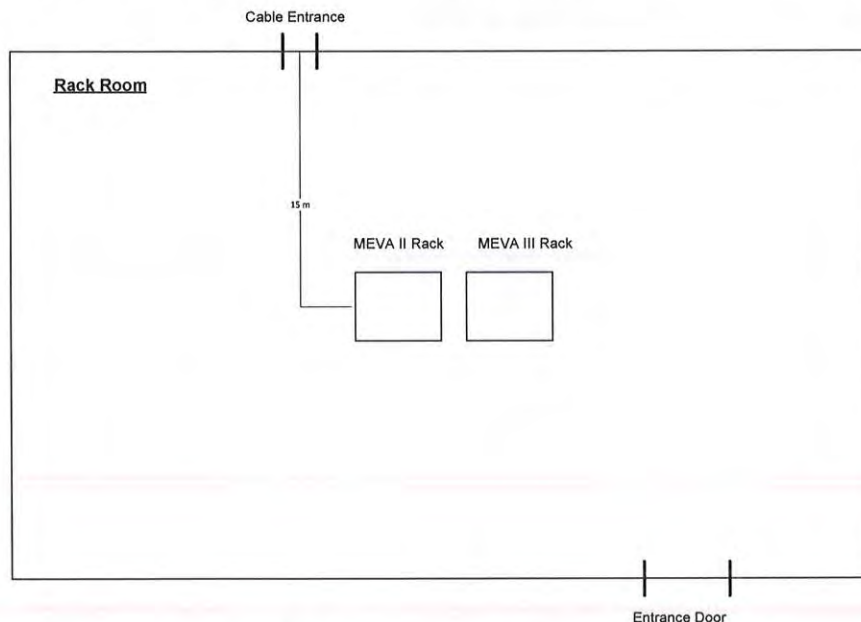 Cable Entrance
Rack Room
15 m
MEVA II Rack
MEVA III Rack
Entrance Door